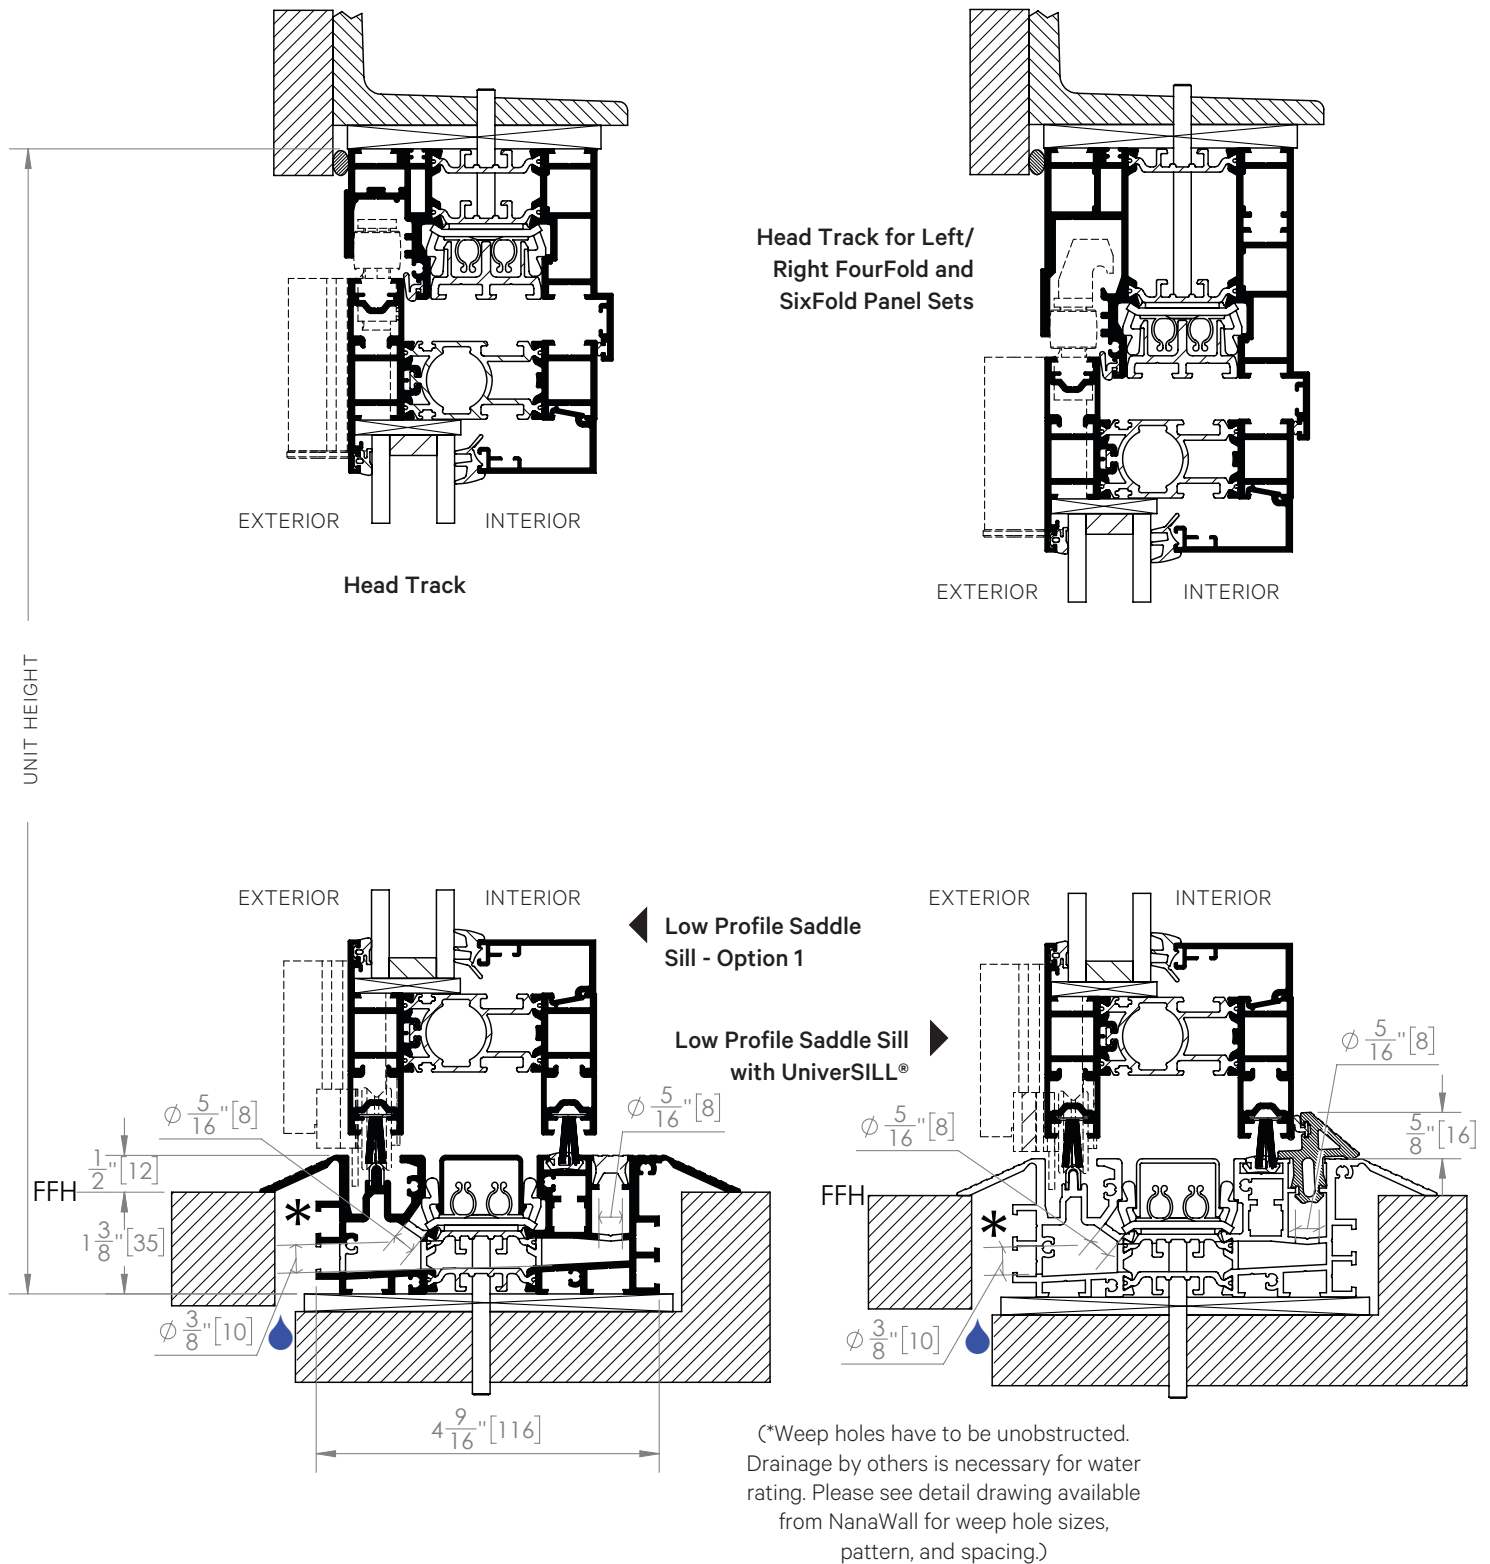 Head Track for Left/
Right FourFold and
SixFold Panel Sets
EXTERIOR
INTERIOR
Head Track
EXTERIOR
INTERIOR
UNIT HEIGHT
EXTERIOR
INTERIOR
Low Profile Saddle
Sill - Option 1
EXTERIOR
INTERIOR
Low Profile Saddle Sill
with UniverSILL®
∅ 5/16"[8]
∅ 5/16"[8]
1/2"[12]
FFH
1 3/8"[35]
*
∅ 3/8"[10]
4 9/16"[116]
∅ 5/16"[8]
∅ 5/16"[8]
5/8"[16]
FFH
*
∅ 3/8"[10]
(*Weep holes have to be unobstructed.
Drainage by others is necessary for water
rating. Please see detail drawing available
from NanaWall for weep hole sizes,
pattern, and spacing.)